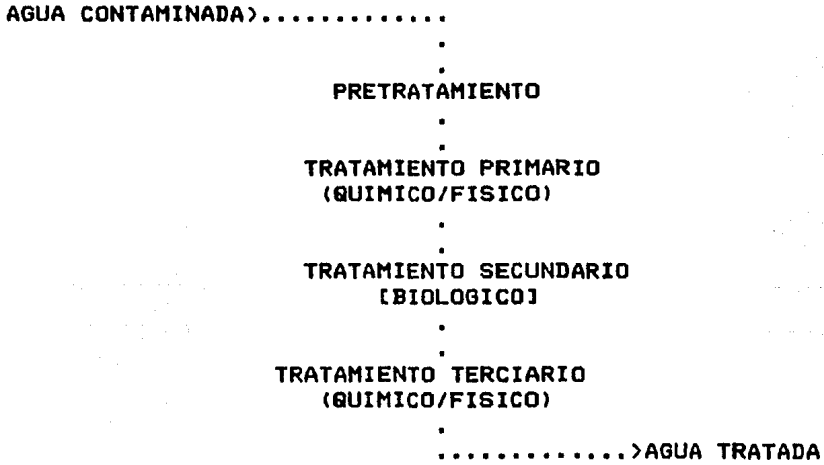 AGUA CONTAMINADA>..............
.
.
PRETRATAMIENTO
.
.
TRATAMIENTO PRIMARIO
(QUIMICO/FISICO)
.
.
TRATAMIENTO SECUNDARIO
[BIOLOGICO]
.
.
TRATAMIENTO TERCIARIO
(QUIMICO/FISICO)
.
..............>AGUA TRATADA